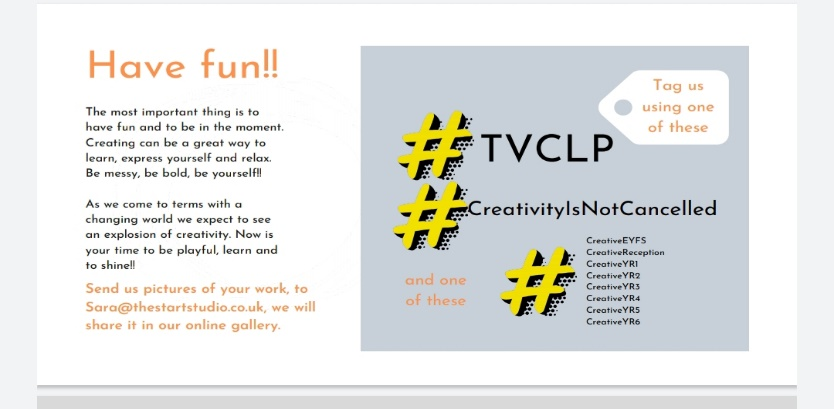 Have fun!!
The most important thing is to
have fun and to be in the moment.
Creating can be a great way to
learn, express yourself and relax.
Be messy, be bold, be yourself!!
As we come to terms with a
changing world we expect to see
an explosion of creativity. Now is
your time to be playful, learn and
to shine!!
Send us pictures of your work, to
Sara@thestartstudio.co.uk, we will
share it in our online gallery.
Tag us
using one
of these
#TVCLP
#CreativityIsNotCancelled
and one
of these
#
CreativeEYFS
CreativeReception
CreativeYR1
CreativeYR2
CreativeYR3
CreativeYR4
CreativeYR5
CreativeYR6